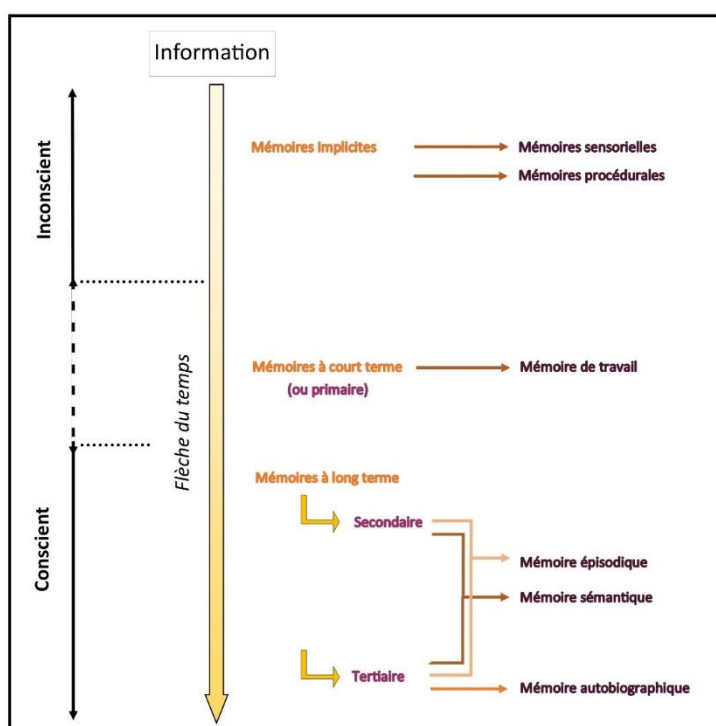 Information
Inconscient
Mémoires implicites
Mémoires sensorielles
Mémoires procédurales
Flèche du temps
Mémoires à court terme
(ou primaire)
Mémoire de travail
Conscient
Mémoires à long terme
Secondaire
Mémoire épisodique
Mémoire sémantique
Tertiaire
Mémoire autobiographique